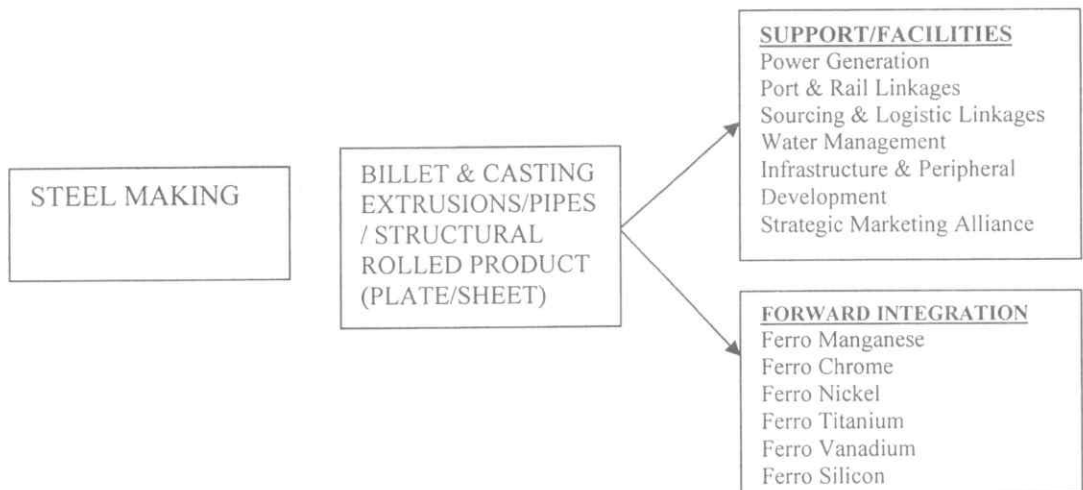 STEEL MAKING
BILLET & CASTING
EXTRUSIONS/PIPES
/ STRUCTURAL
ROLLED PRODUCT
(PLATE/SHEET)
SUPPORT/FACILITIES
Power Generation
Port & Rail Linkages
Sourcing & Logistic Linkages
Water Management
Infrastructure & Peripheral
Development
Strategic Marketing Alliance
FORWARD INTEGRATION
Ferro Manganese
Ferro Chrome
Ferro Nickel
Ferro Titanium
Ferro Vanadium
Ferro Silicon